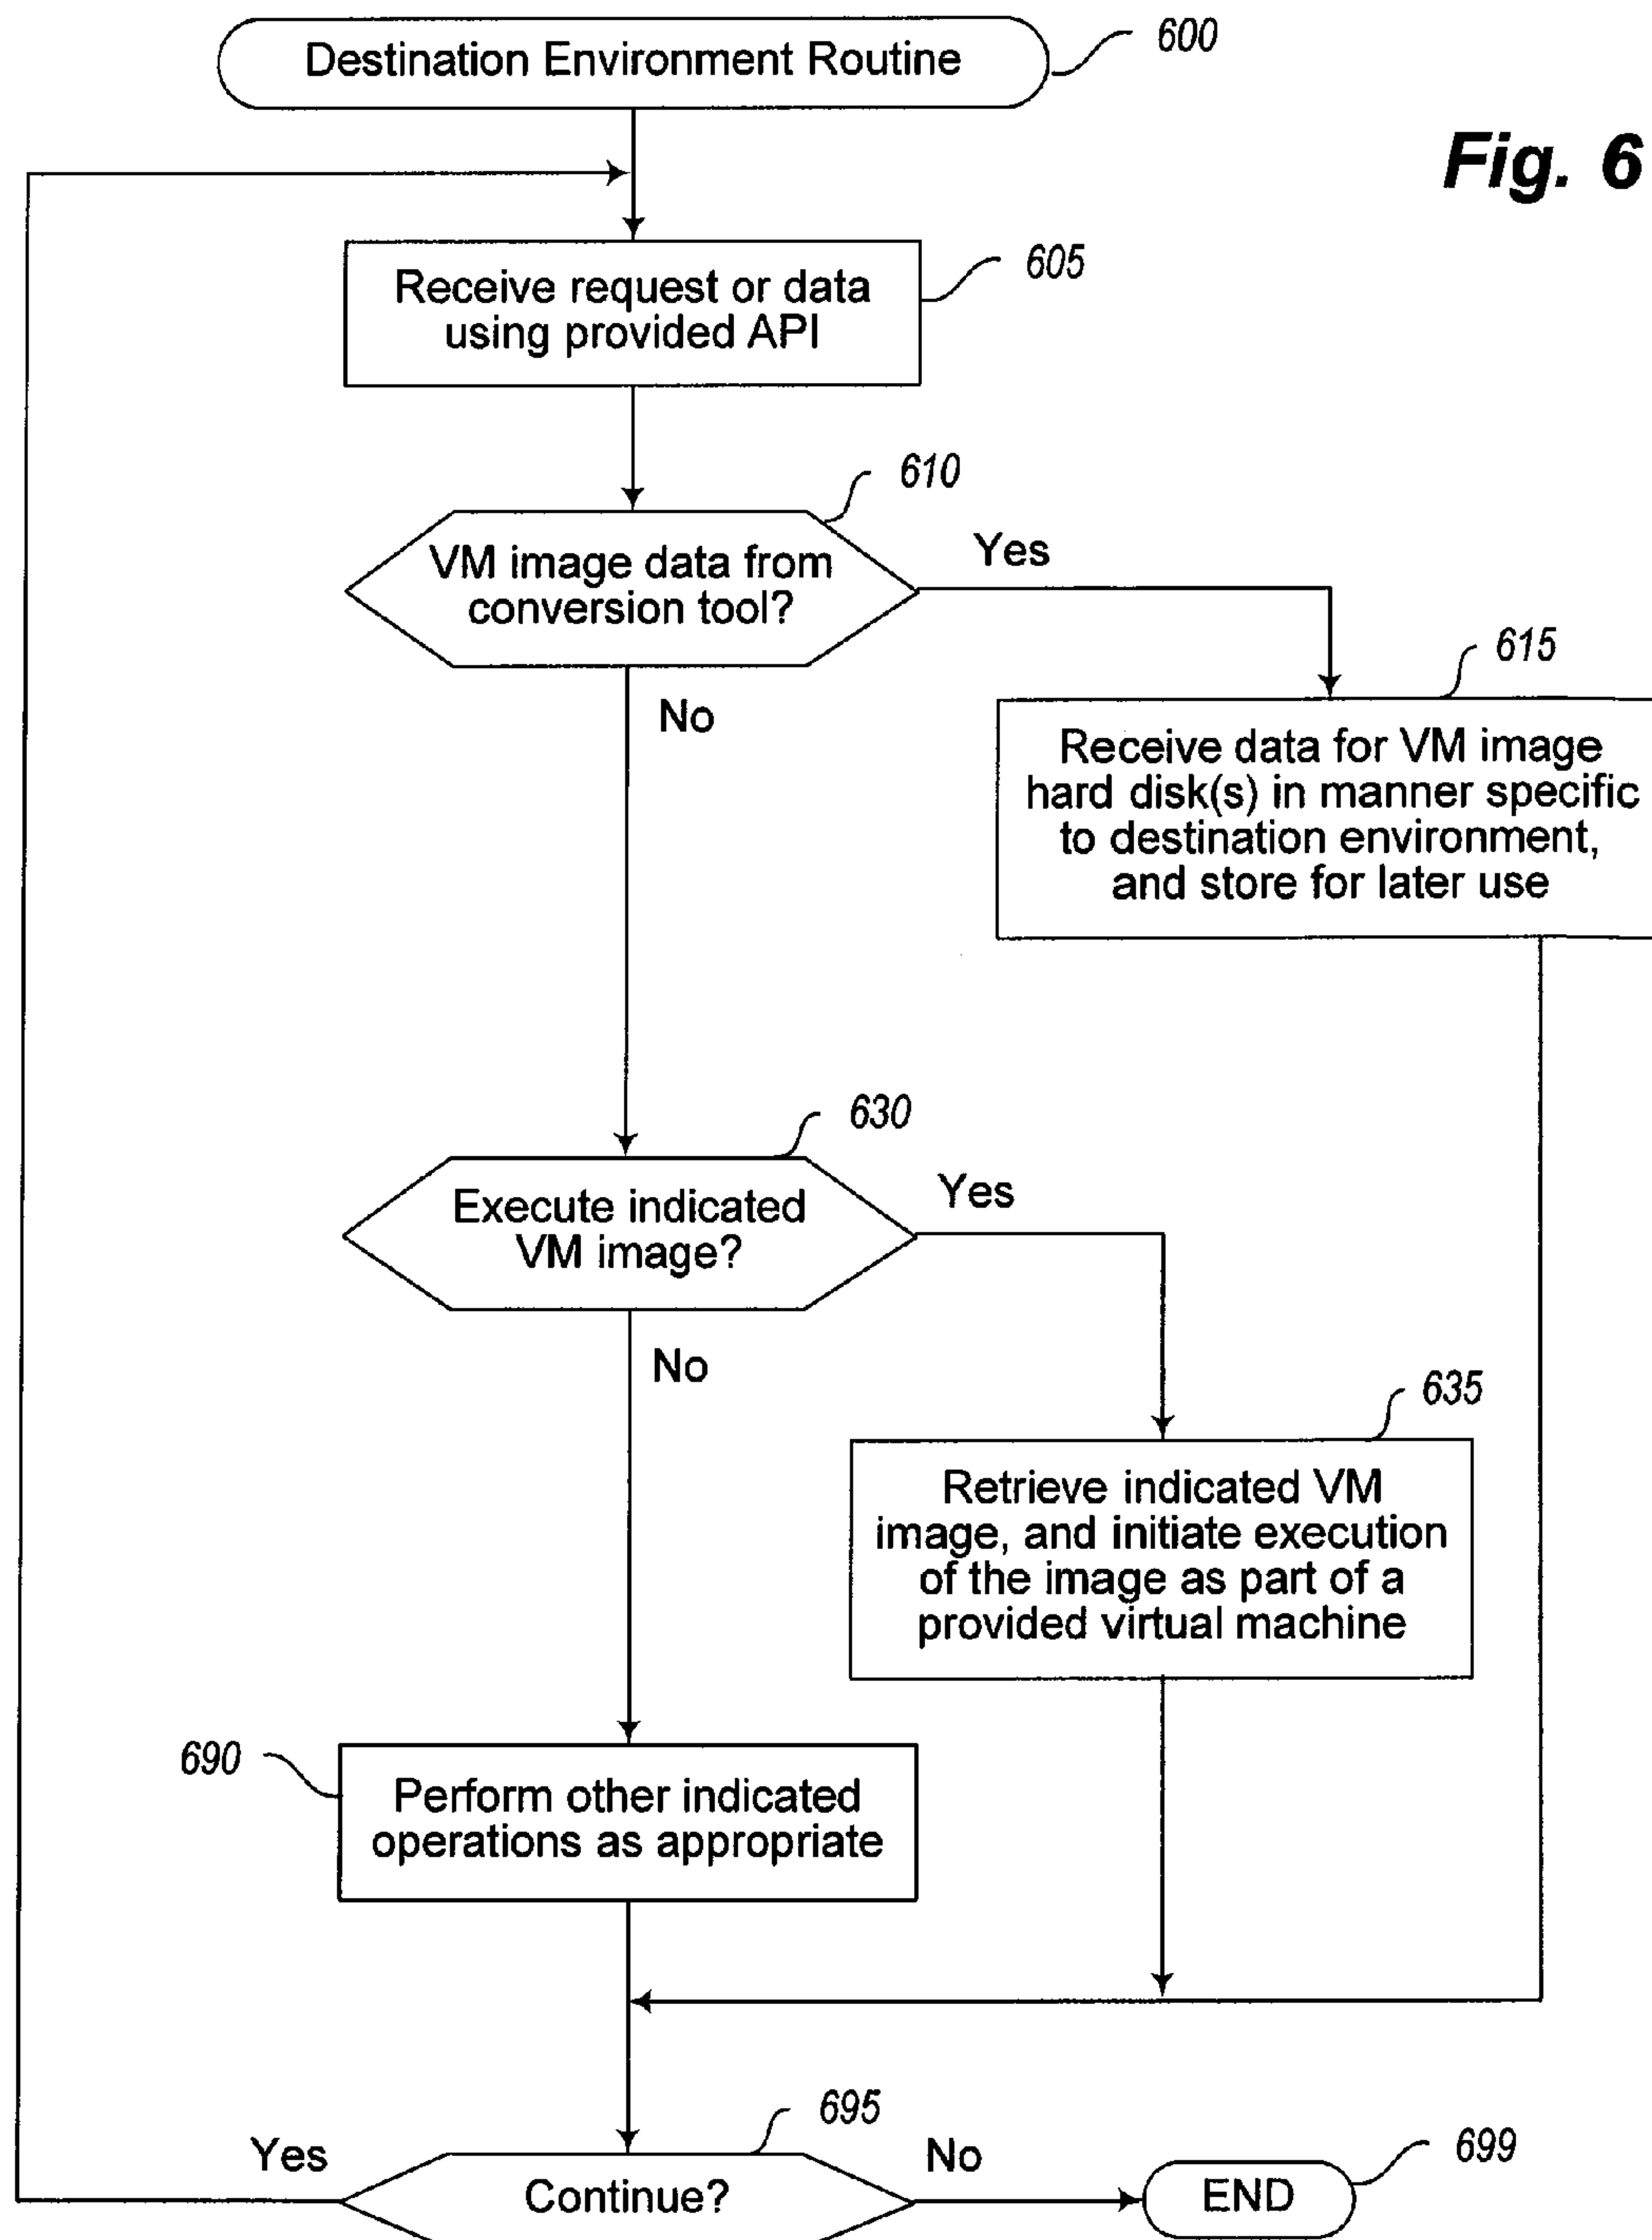 Destination Environment Routine
600
Fig. 6
Receive request or data
using provided API
605
610
VM image data from
conversion tool?
Yes
No
615
Receive data for VM image
hard disk(s) in manner specific
to destination environment,
and store for later use
630
Execute indicated
VM image?
Yes
No
635
Retrieve indicated VM
image, and initiate execution
of the image as part of a
provided virtual machine
690
Perform other indicated
operations as appropriate
695
Yes
Continue?
No
END
699